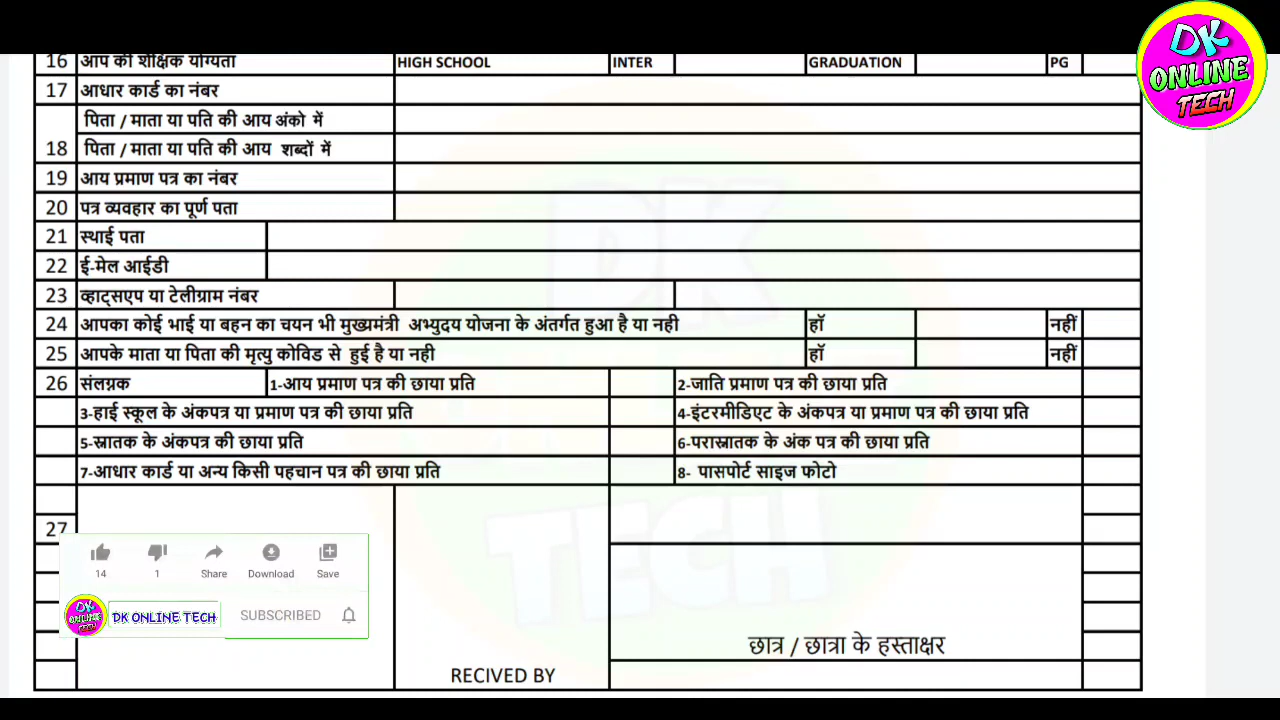 DK ONLINE TECH
16 आप की शैक्षिक योग्यता HIGH SCHOOL INTER GRADUATION PG
17 आधार कार्ड का नंबर
पिता / माता या पति की आय अंको में
18 पिता / माता या पति की आय शब्दों में
19 आय प्रमाण पत्र का नंबर
20 पत्र व्यवहार का पूर्ण पता
21 स्थाई पता
22 ई-मेल आईडी
23 व्हाट्सएप या टेलीग्राम नंबर
24 आपका कोई भाई या बहन का चयन भी मुख्यमंत्री अभ्युदय योजना के अंतर्गत हुआ है या नही हॉ नहीं
25 आपके माता या पिता की मृत्यु कोविड से हुई है या नही हॉ नहीं
26 संलग्नक 1-आय प्रमाण पत्र की छाया प्रति 2-जाति प्रमाण पत्र की छाया प्रति
3-हाई स्कूल के अंकपत्र या प्रमाण पत्र की छाया प्रति 4-इंटरमीडिएट के अंकपत्र या प्रमाण पत्र की छाया प्रति
5-स्नातक के अंकपत्र की छाया प्रति 6-परास्नातक के अंक पत्र की छाया प्रति
7-आधार कार्ड या अन्य किसी पहचान पत्र की छाया प्रति 8- पासपोर्ट साइज फोटो
27
14 1 Share Download Save
DK ONLINE TECH DK ONLINE TECH SUBSCRIBED
छात्र / छात्रा के हस्ताक्षर
RECIVED BY